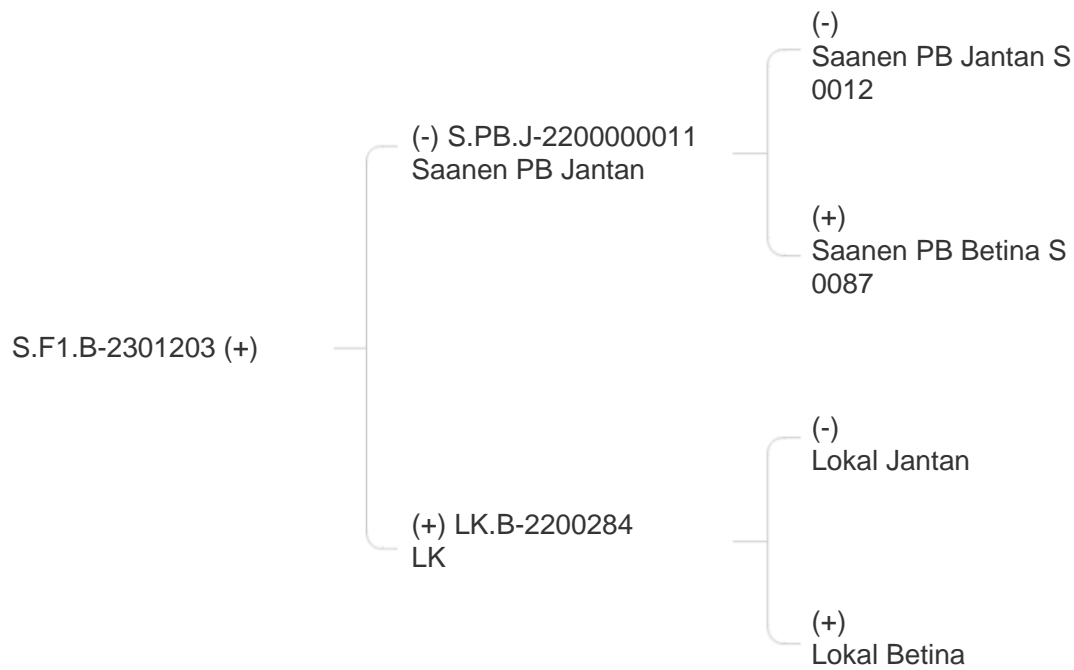 S.F1.B-2301203 (+)
(-) S.PB.J-2200000011
Saanen PB Jantan
(-)
Saanen PB Jantan S
0012
(+)
Saanen PB Betina S
0087
(+) LK.B-2200284
LK
(-)
Lokal Jantan
(+)
Lokal Betina